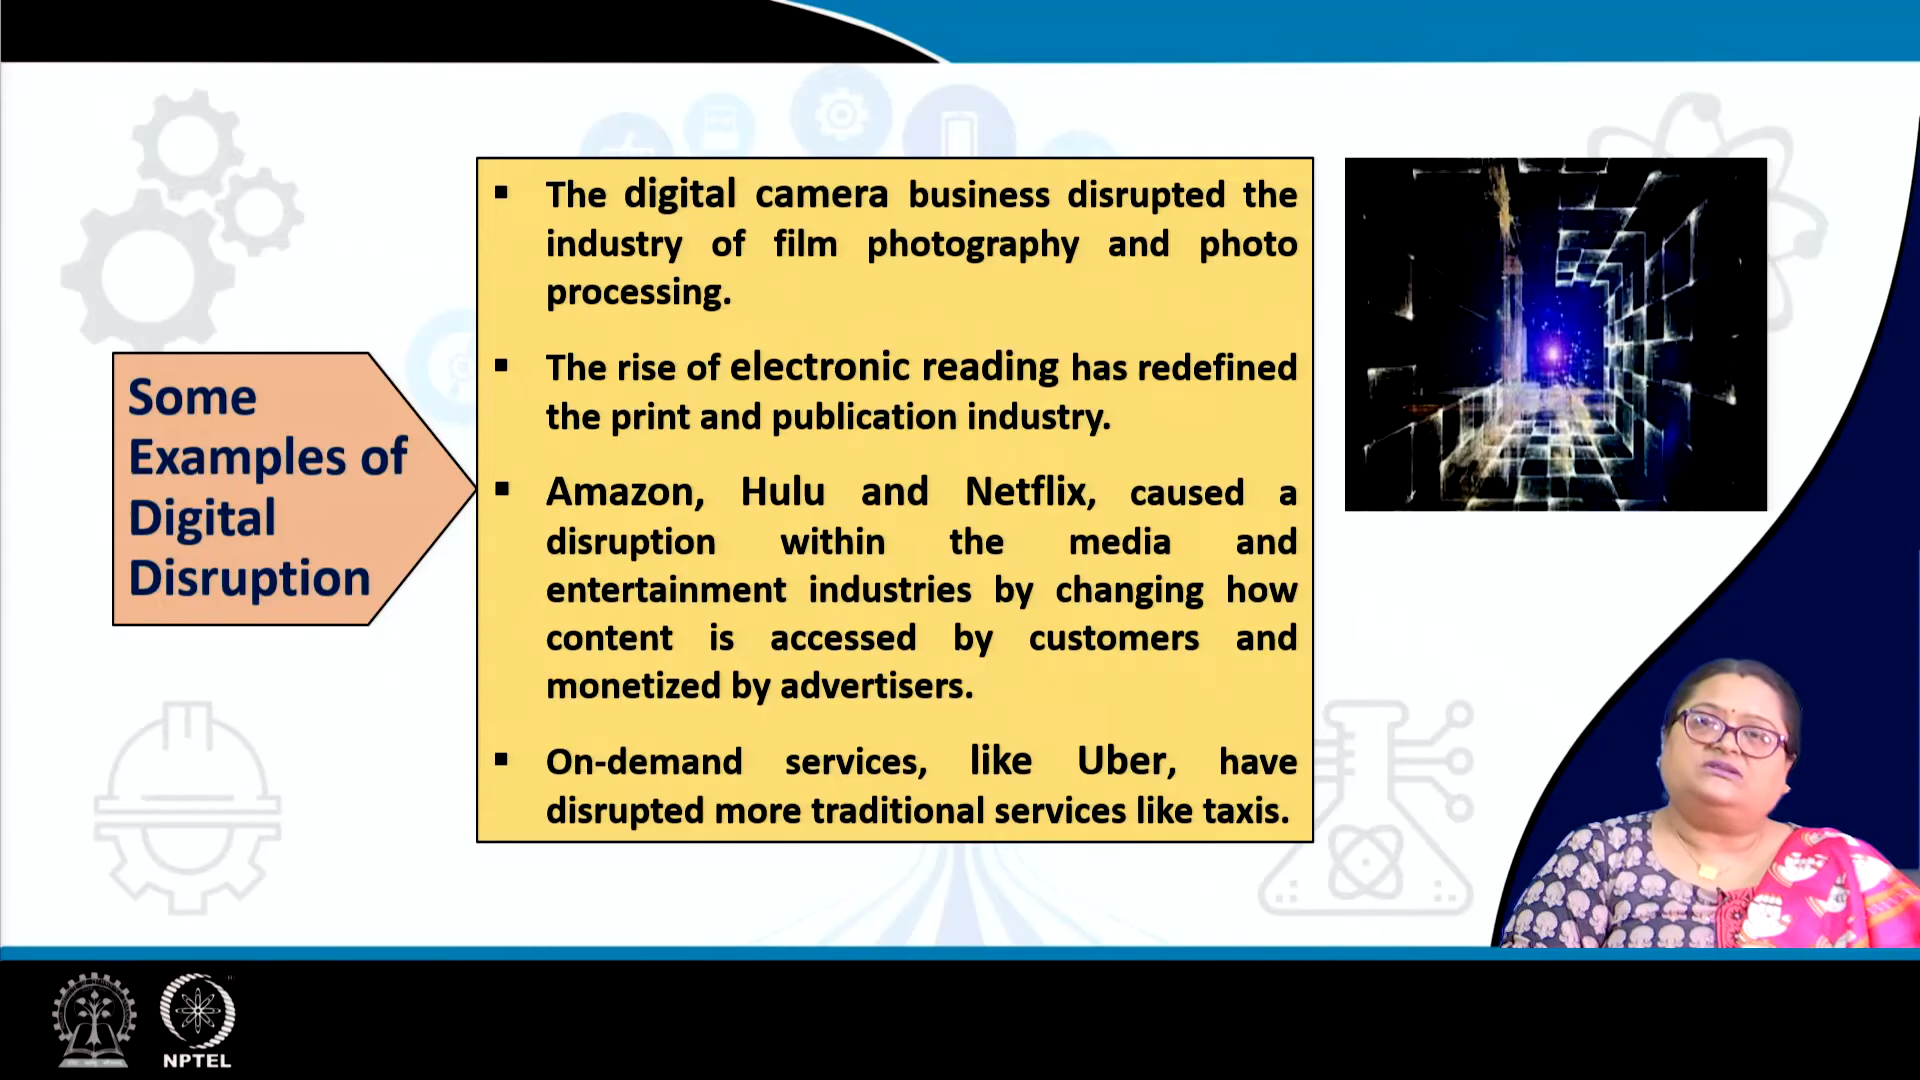 Some
Examples of
Digital
Disruption
▪ The digital camera business disrupted the
industry of film photography and photo
processing.
▪ The rise of electronic reading has redefined
the print and publication industry.
▪ Amazon, Hulu and Netflix, caused a
disruption within the media and
entertainment industries by changing how
content is accessed by customers and
monetized by advertisers.
▪ On-demand services, like Uber, have
disrupted more traditional services like taxis.
NPTEL